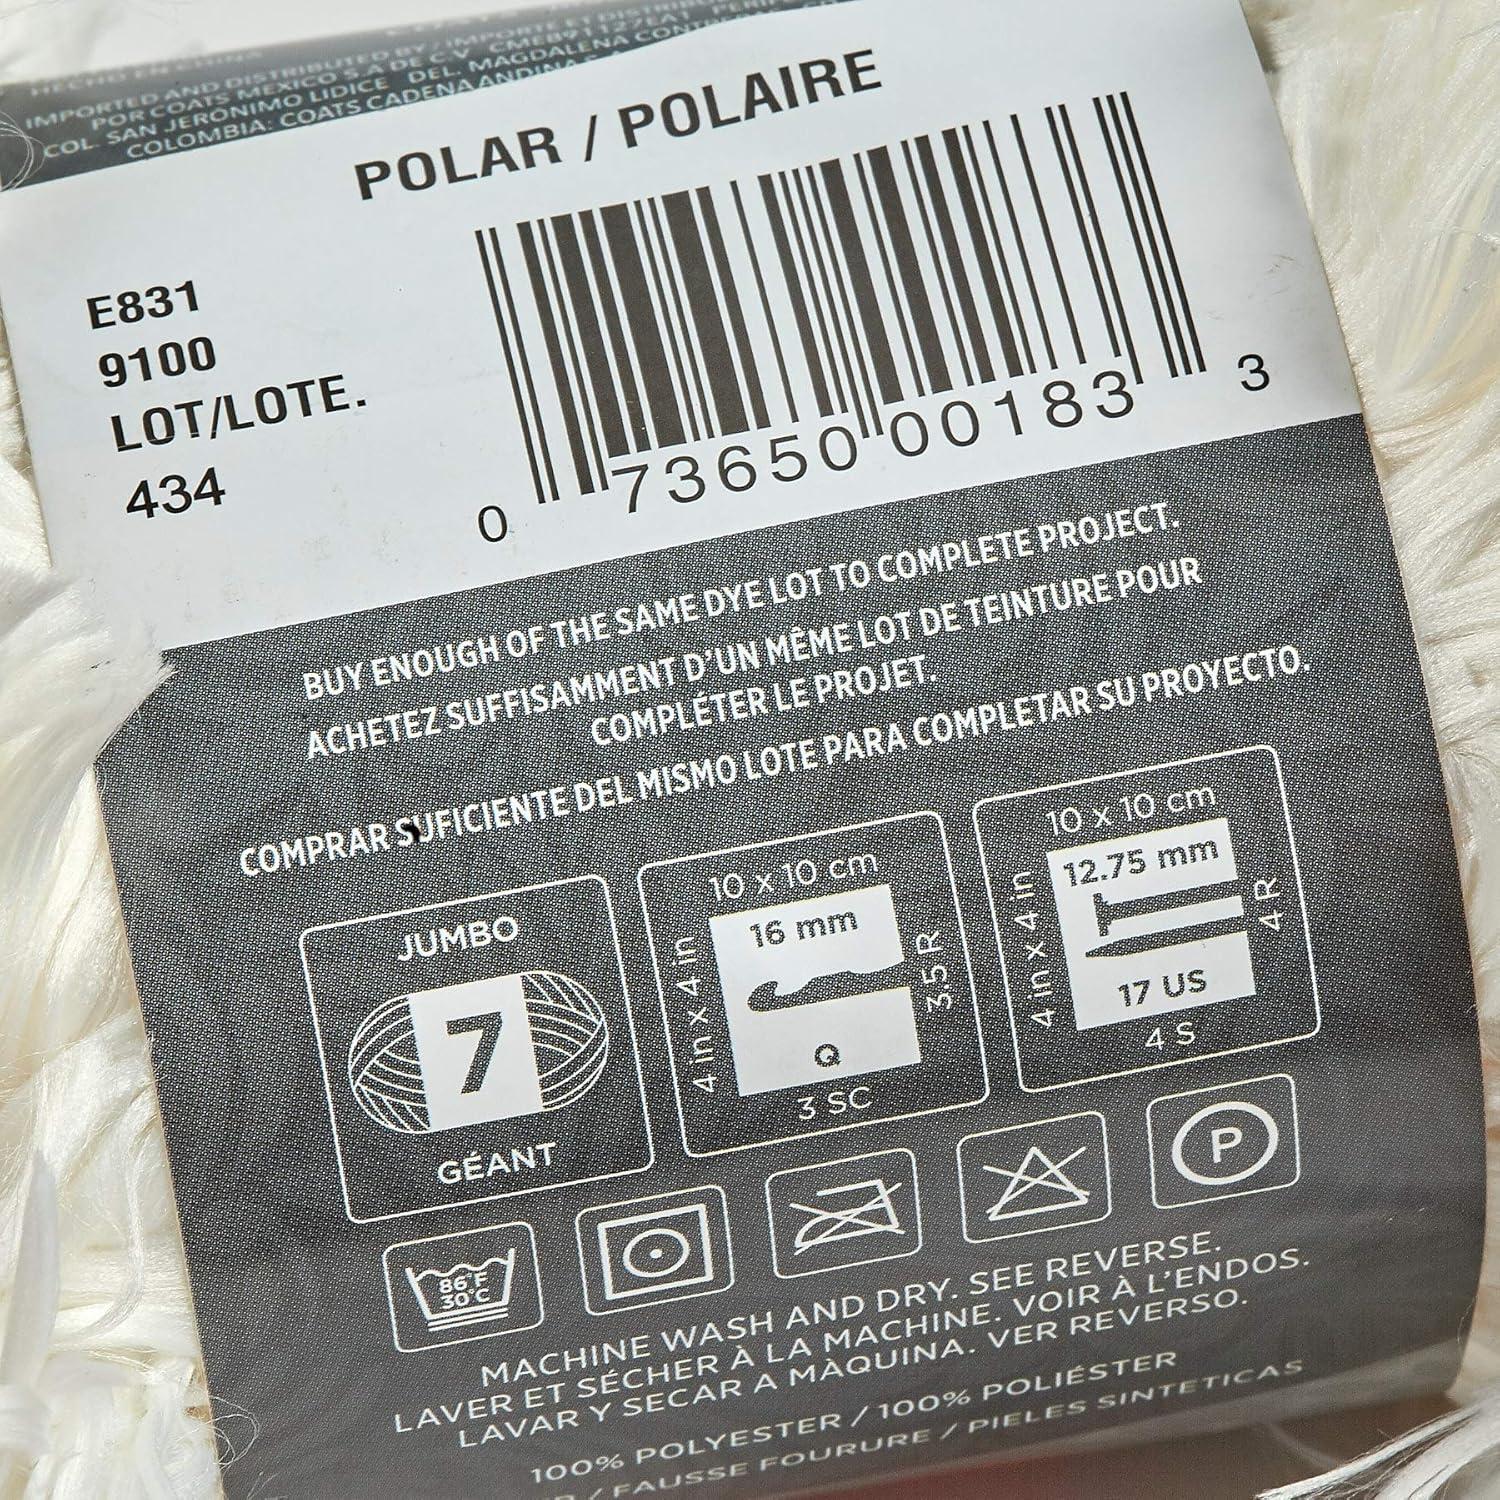 IMPORTED AND DISTRIBUTED BY / IMPORTÉ ET DISTRIBUÉ
POR COATS MEXICO S.A DE C.V.
COL. SAN JERÓNIMO LIDICE DEL. MAGDALENA
COLOMBIA: COATS CADENA ANDINA
POLAR / POLAIRE
E831
9100
LOT/LOTE.
434
0 73650 00183 3
BUY ENOUGH OF THE SAME DYE LOT TO COMPLETE PROJECT.
ACHETEZ SUFFISAMMENT D'UN MÊME LOT DE TEINTURE POUR
COMPLÉTER LE PROJET.
COMPRAR SUFICIENTE DEL MISMO LOTE PARA COMPLETAR SU PROYECTO.
JUMBO
7
GÉANT
10 x 10 cm
4 in x 4 in
16 mm
Q
3.5 R
3 SC
10 x 10 cm
4 in x 4 in
12.75 mm
17 US
4 R
4 S
86°F
30°C
P
MACHINE WASH AND DRY. SEE REVERSE.
LAVER ET SÉCHER À LA MACHINE. VOIR À L'ENDOS.
LAVAR Y SECAR A MÀQUINA. VER REVERSO.
100% POLYESTER / 100% POLIÉSTER
/ FAUSSE FOURURE / PIELES SINTETICAS